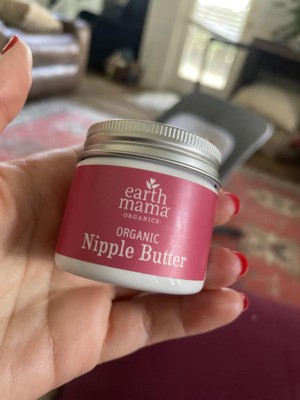 earth
mama
·ORGANICS·
ORGANIC
Nipple Butter